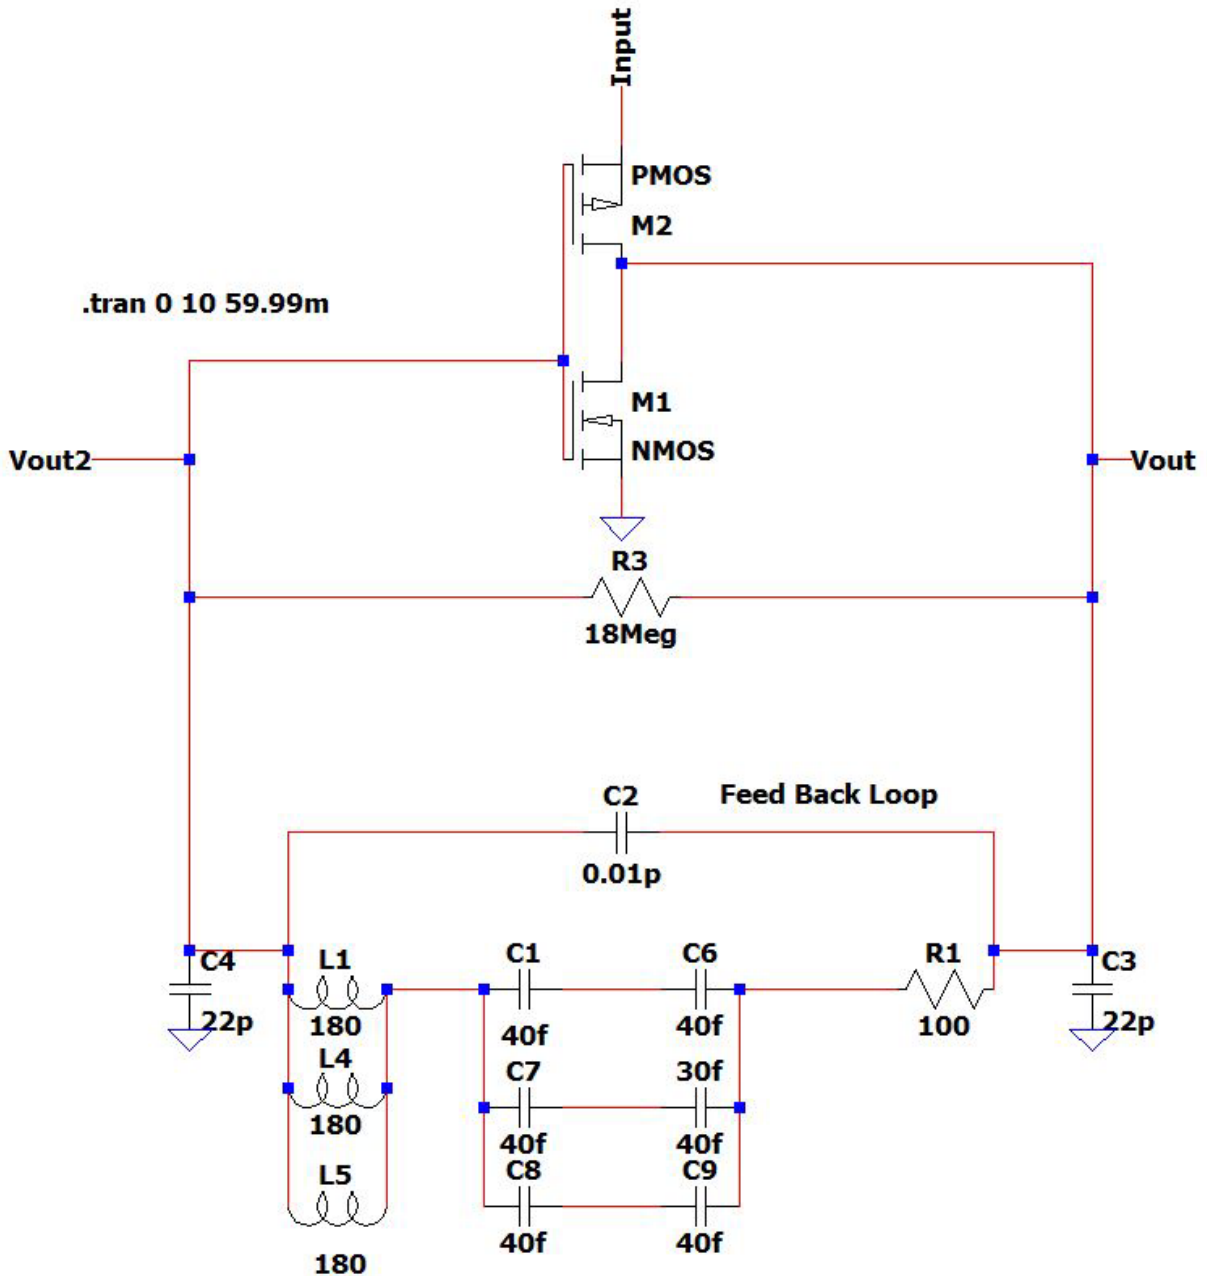 Input
PMOS
M2
.tran 0 10 59.99m
M1
NMOS
Vout2
Vout
R3
18Meg
C2
Feed Back Loop
0.01p
C4
22p
L1
180
C1
40f
C6
40f
R1
100
C3
22p
L4
180
C7
40f
30f
40f
L5
180
C8
40f
C9
40f